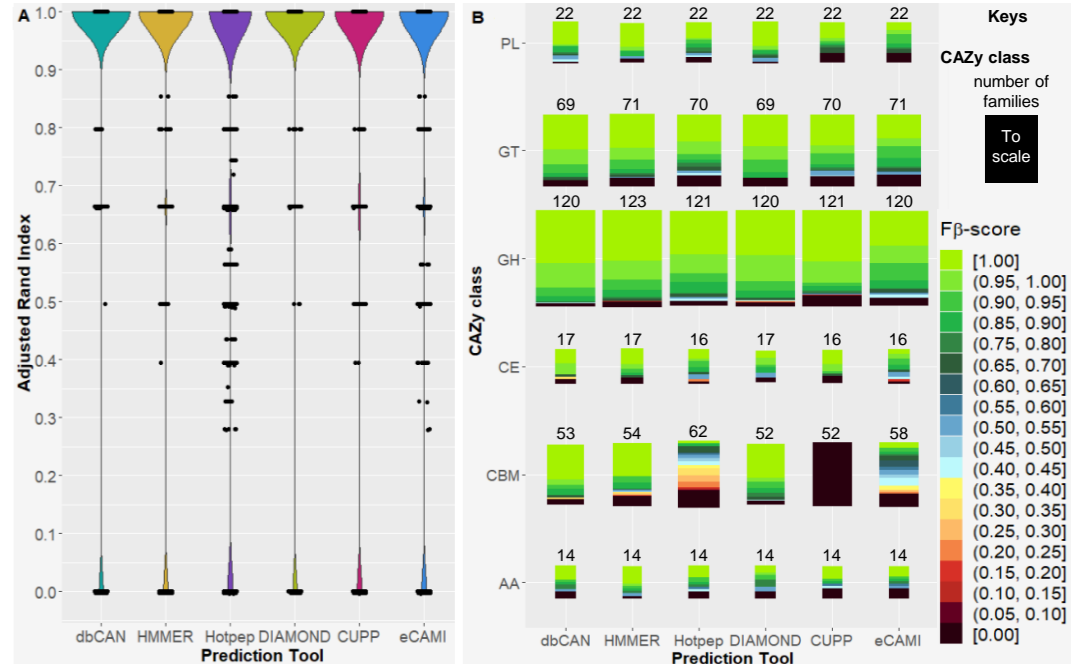 A
1.0
0.9
0.8
0.7
0.6
0.5
0.4
0.3
0.2
0.1
0.0
Adjusted Rand Index
dbCAN HMMER Hotpep DIAMOND CUPP eCAMI
Prediction Tool
B
CAZy class
PL
22 22 22 22 22 22
GT
69 71 70 69 70 71
GH
120 123 121 120 121 120
CE
17 17 16 17 16 16
CBM
53 54 62 52 52 58
AA
14 14 14 14 14 14
dbCAN HMMER Hotpep DIAMOND CUPP eCAMI
Prediction Tool
Keys
CAZy class
number of
families
To
scale
Fβ-score
[1.00]
(0.95, 1.00]
(0.90, 0.95]
(0.85, 0.90]
(0.75, 0.80]
(0.65, 0.70]
(0.60, 0.65]
(0.55, 0.60]
(0.50, 0.55]
(0.45, 0.50]
(0.40, 0.45]
(0.35, 0.40]
(0.30, 0.35]
(0.25, 0.30]
(0.20, 0.25]
(0.15, 0.20]
(0.10, 0.15]
(0.05, 0.10]
[0.00]